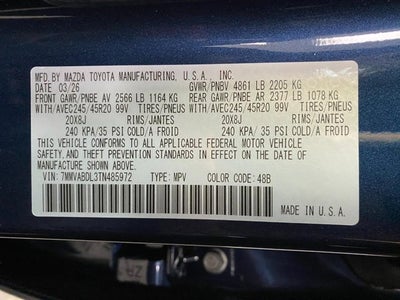 MFD. BY MAZDA TOYOTA MANUFACTURING, U.S.A., INC.
DATE 03/26 GVWR/PNBV 4861 LB 2205 KG
FRONT GAWR/PNBE AV 2566 LB 1164 KG REAR GAWR/PNBE AR 2377 LB 1078 KG
WITH/AVEC245/45R20 99V TIRES/PNEUS WITH/AVEC245/45R20 99V TIRES/PNEUS
20X8J RIMS/JANTES 20X8J RIMS/JANTES
240 KPA/ 35 PSI COLD/A FROID 240 KPA/ 35 PSI COLD/A FROID
THIS VEHICLE CONFORMS TO ALL APPLICABLE FEDERAL MOTOR VEHICLE
SAFETY, AND THEFT PREVENTION STANDARDS IN EFFECT ON THE DATE OF
MANUFACTURE SHOWN ABOVE.
VIN: 7MMVABDL3TN485972 TYPE: MPV COLOR CODE: 48B
MADE IN U.S.A.